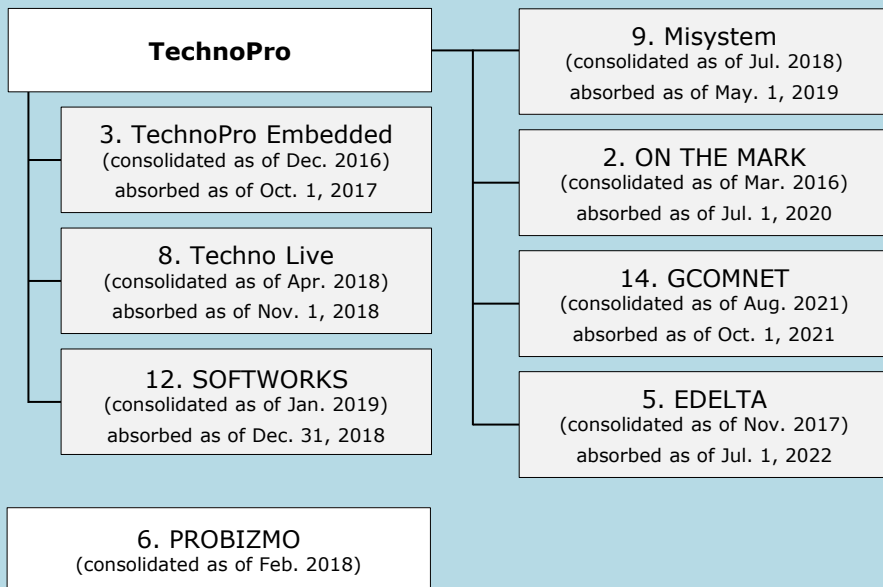 TechnoPro
3. TechnoPro Embedded
(consolidated as of Dec. 2016)
absorbed as of Oct. 1, 2017
8. Techno Live
(consolidated as of Apr. 2018)
absorbed as of Nov. 1, 2018
12. SOFTWORKS
(consolidated as of Jan. 2019)
absorbed as of Dec. 31, 2018
9. Misystem
(consolidated as of Jul. 2018)
absorbed as of May. 1, 2019
2. ON THE MARK
(consolidated as of Mar. 2016)
absorbed as of Jul. 1, 2020
14. GCOMNET
(consolidated as of Aug. 2021)
absorbed as of Oct. 1, 2021
5. EDELTA
(consolidated as of Nov. 2017)
absorbed as of Jul. 1, 2022
6. PROBIZMO
(consolidated as of Feb. 2018)